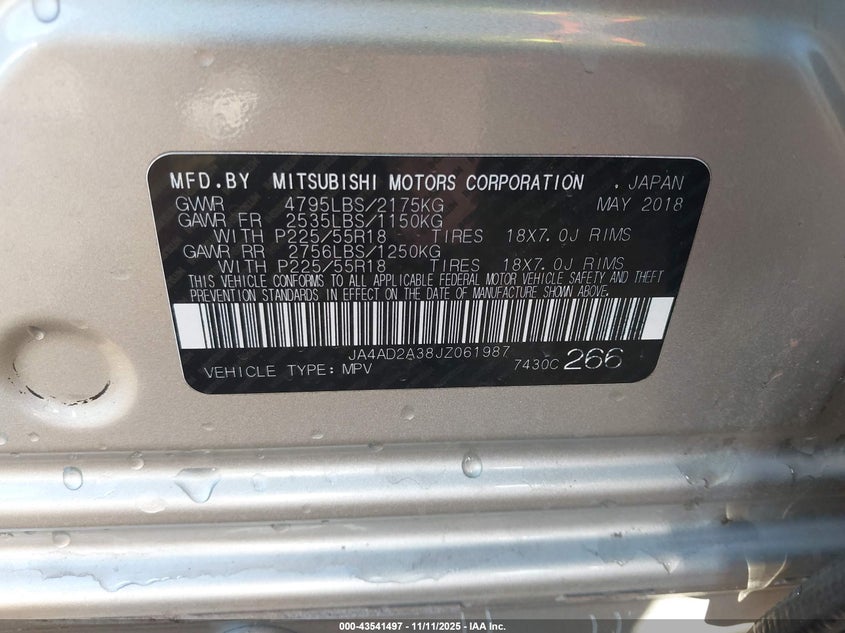 MFD.BY MITSUBISHI MOTORS CORPORATION . JAPAN
GVWR 4795LBS/2175KG MAY 2018
GAWR FR 2535LBS/1150KG
WITH P225/55R18 TIRES 18X7.0J RIMS
GAWR RR 2756LBS/1250KG
WITH P225/55R18 TIRES 18X7.0J RIMS
THIS VEHICLE CONFORMS TO ALL APPLICABLE FEDERAL MOTOR VEHICLE SAFETY AND THEFT
PREVENTION STANDARDS IN EFFECT ON THE DATE OF MANUFACTURE SHOWN ABOVE.
JA4AD2A38JZ061987
VEHICLE TYPE: MPV 7430C 266
000-43541497 - 11/11/2025 - IAA Inc.